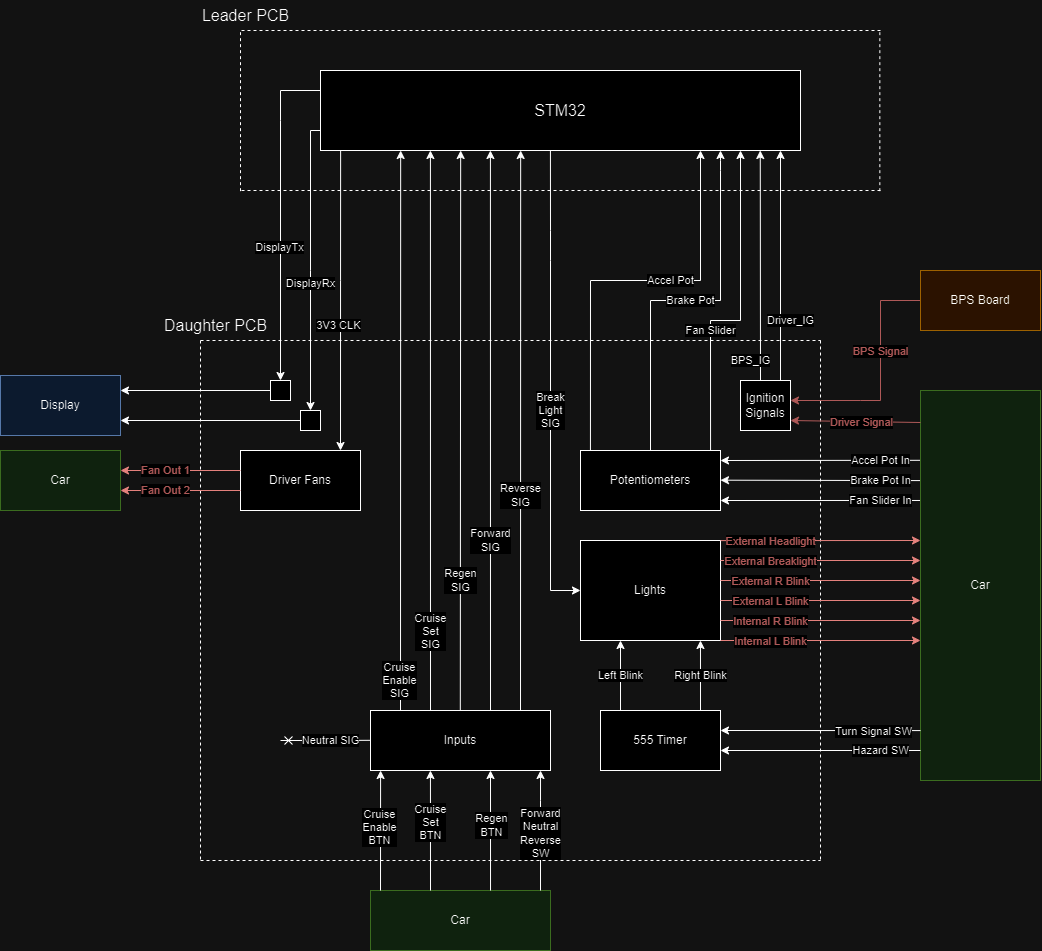 Leader PCB
STM32
DisplayTx
DisplayRx
3V3 CLK
Accel Pot
Brake Pot
Fan Slider
Driver_IG
BPS_IG
BPS Board
BPS Signal
Daughter PCB
Display
Break
Light
SIG
Ignition
Signals
Driver Signal
Car
Fan Out 1
Fan Out 2
Driver Fans
Potentiometers
Accel Pot In
Brake Pot In
Fan Slider In
Reverse
SIG
Forward
SIG
Regen
SIG
Cruise
Set
SIG
Cruise
Enable
SIG
Lights
External Headlight
External Breaklight
External R Blink
External L Blink
Internal R Blink
Internal L Blink
Car
Left Blink
Right Blink
Neutral SIG
Inputs
555 Timer
Turn Signal SW
Hazard SW
Cruise
Enable
BTN
Cruise
Set
BTN
Regen
BTN
Forward
Neutral
Reverse
SW
Car